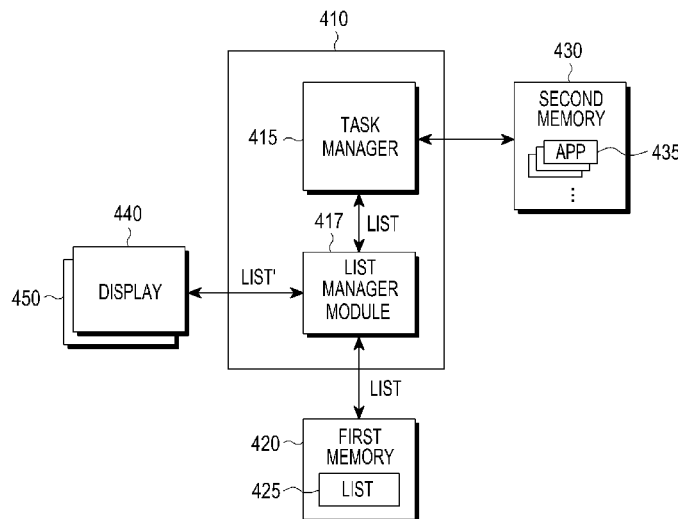 410
430
SECOND
MEMORY
APP
435
415
TASK
MANAGER
417
LIST
440
LIST
MANAGER
MODULE
LIST'
450
DISPLAY
LIST
420
FIRST
MEMORY
425
LIST